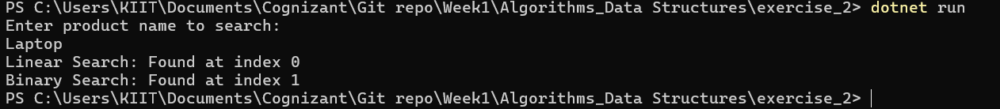 PS C:\Users\KIIT\Documents\Cognizant\Git repo\Week1\Algorithms_Data Structures\exercise_2> dotnet run
Enter product name to search:
Laptop
Linear Search: Found at index 0
Binary Search: Found at index 1
PS C:\Users\KIIT\Documents\Cognizant\Git repo\Week1\Algorithms_Data Structures\exercise_2>